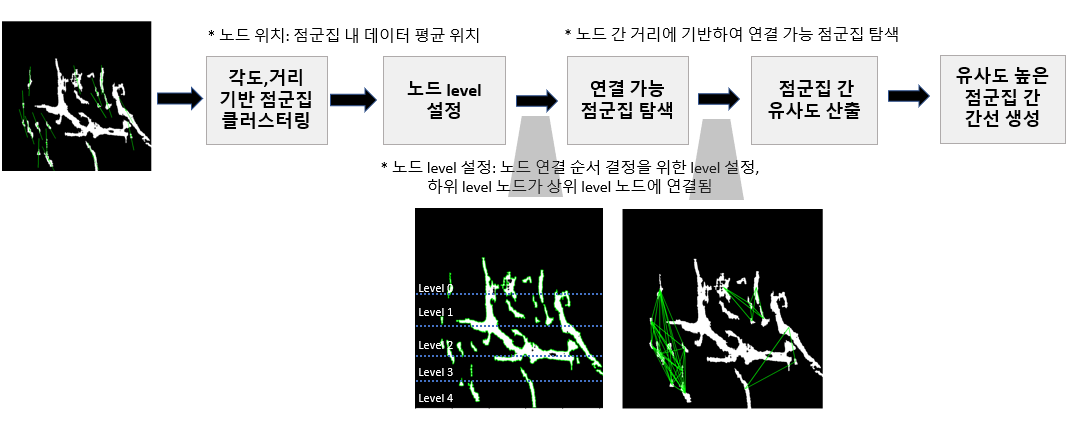 * 노드 위치: 점군집 내 데이터 평균 위치
* 노드 간 거리에 기반하여 연결 가능 점군집 탐색
각도,거리
기반 점군집
클러스터링
노드 level
설정
연결 가능
점군집 탐색
점군집 간
유사도 산출
유사도 높은
점군집 간
간선 생성
* 노드 level 설정: 노드 연결 순서 결정을 위한 level 설정,
하위 level 노드가 상위 level 노드에 연결됨
Level 0
Level 1
Level 2
Level 3
Level 4